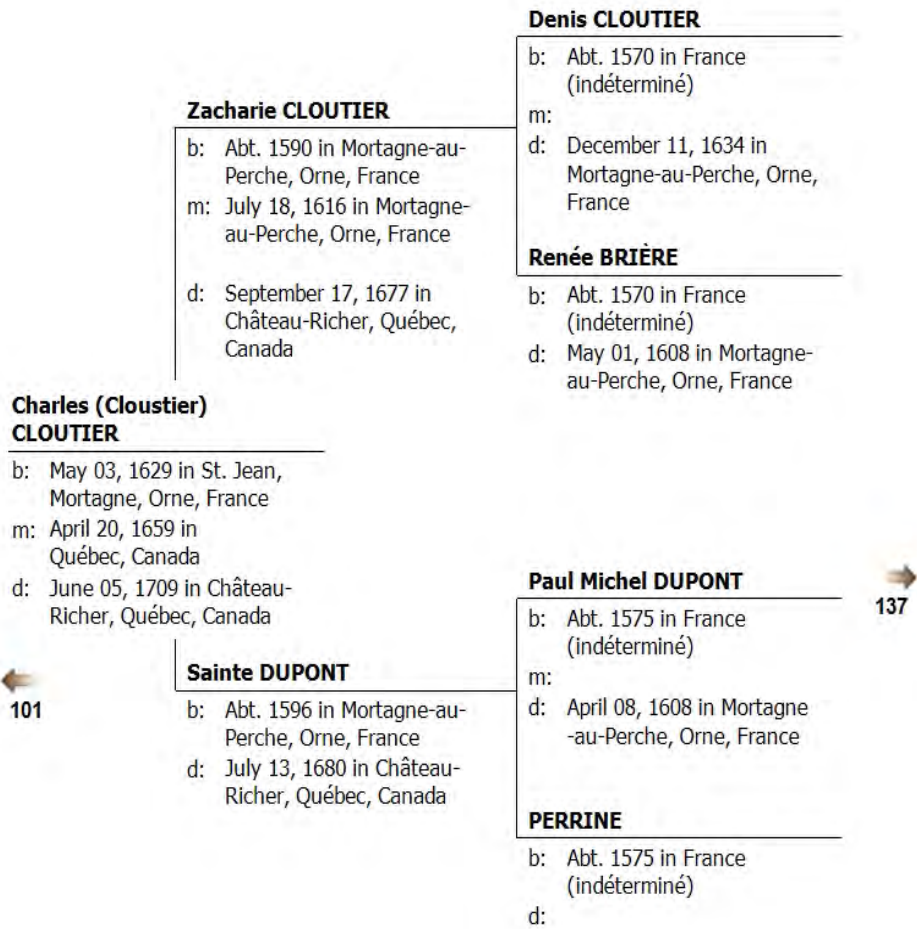 Denis CLOUTIER
b: Abt. 1570 in France
(indéterminé)
m:
d: December 11, 1634 in
Mortagne-au-Perche, Orne,
France
Zacharie CLOUTIER
b: Abt. 1590 in Mortagne-au-
Perche, Orne, France
m: July 18, 1616 in Mortagne-
au-Perche, Orne, France
d: September 17, 1677 in
Château-Richer, Québec,
Canada
Renée BRIÈRE
b: Abt. 1570 in France
(indéterminé)
d: May 01, 1608 in Mortagne-
au-Perche, Orne, France
Charles (Cloustier)
CLOUTIER
b: May 03, 1629 in St. Jean,
Mortagne, Orne, France
m: April 20, 1659 in
Québec, Canada
d: June 05, 1709 in Château-
Richer, Québec, Canada
Paul Michel DUPONT
b: Abt. 1575 in France
(indéterminé)
m:
d: April 08, 1608 in Mortagne
-au-Perche, Orne, France
137
Sainte DUPONT
b: Abt. 1596 in Mortagne-au-
Perche, Orne, France
d: July 13, 1680 in Château-
Richer, Québec, Canada
101
PERRINE
b: Abt. 1575 in France
(indéterminé)
d: